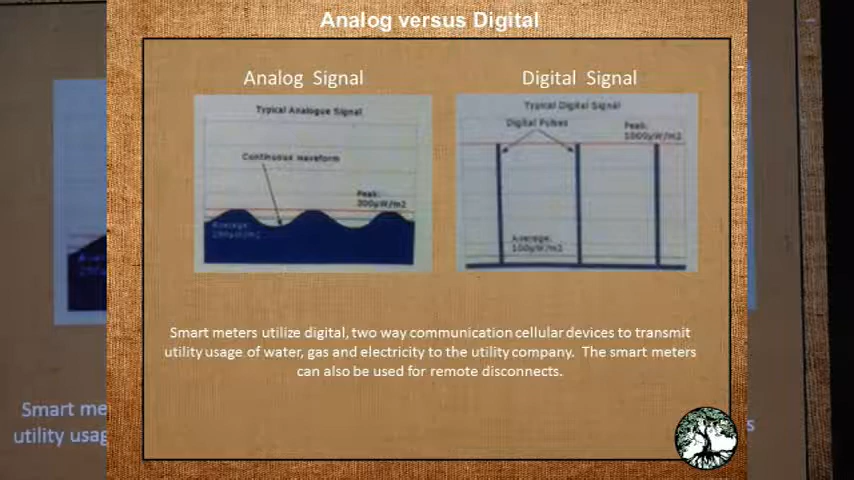 Analog versus Digital
Analog Signal
Digital Signal
Typical Analogue Signal
Continuous waveform
Peak:
Average:
Typical Digital Signal
Digital Pulses
Peak:
1000µW/m2
Average:
100µW/m2
Smart meters utilize digital, two way communication cellular devices to transmit
utility usage of water, gas and electricity to the utility company. The smart meters
can also be used for remote disconnects.
Smart me
utility usag
s